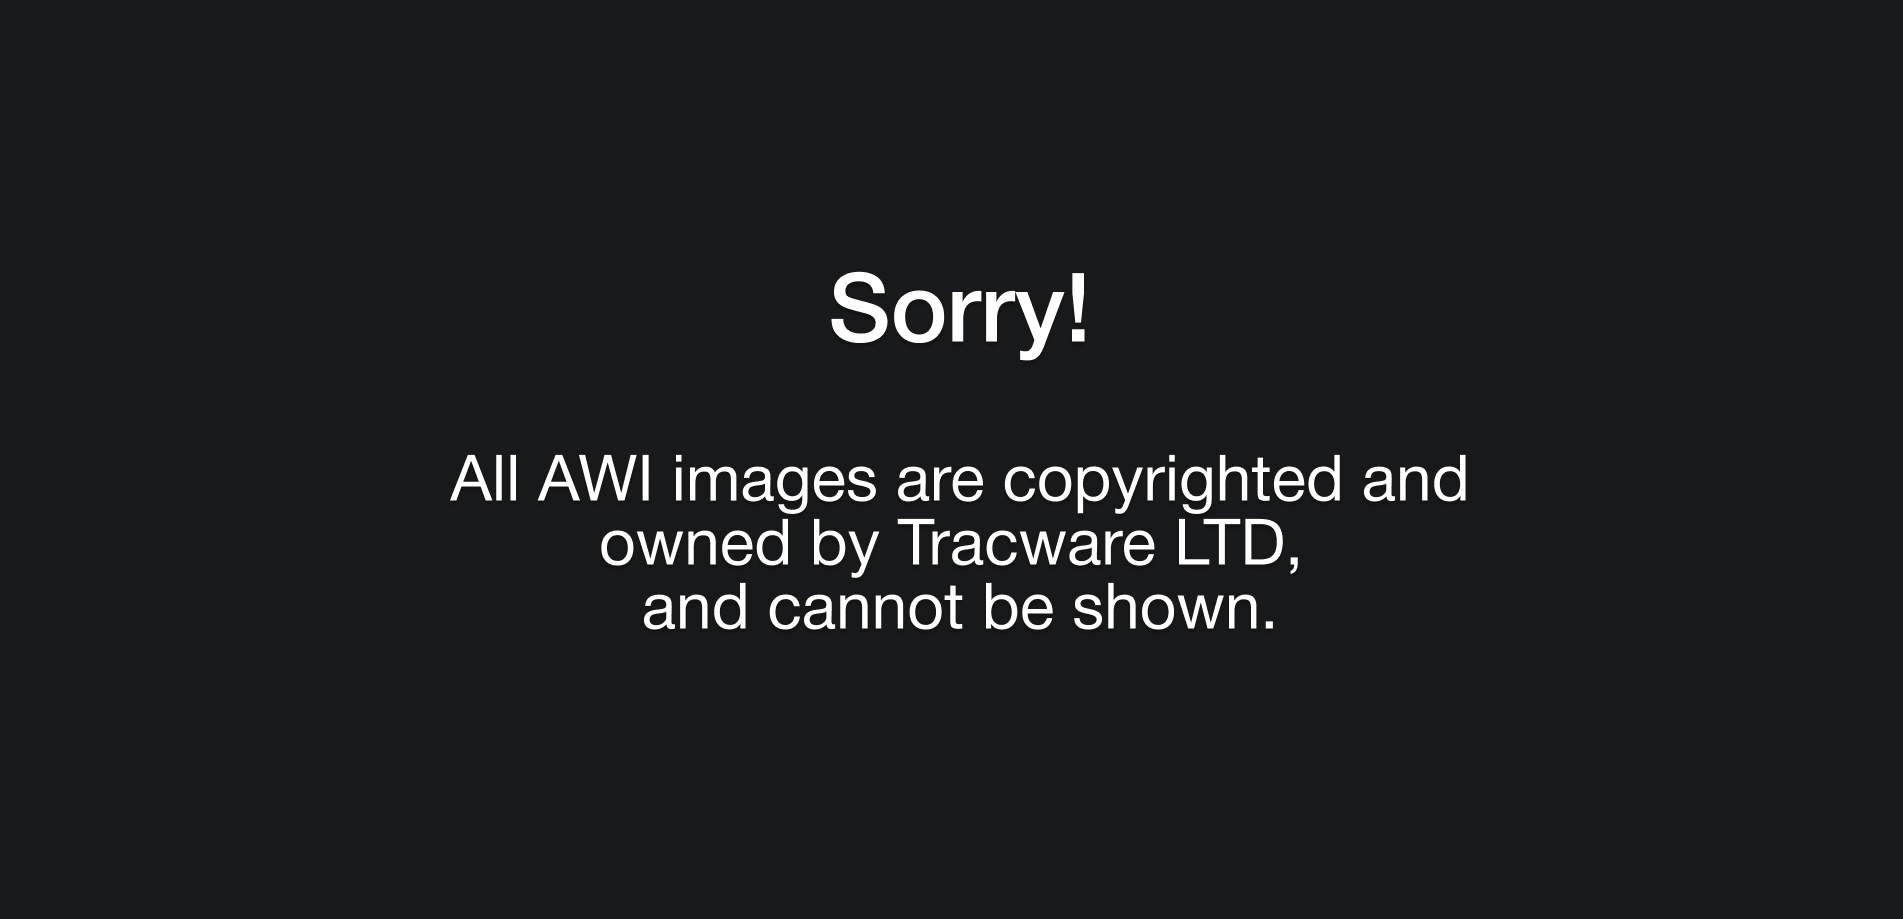 Sorry!
All AWI images are copyrighted and
owned by Tracware LTD,
and cannot be shown.